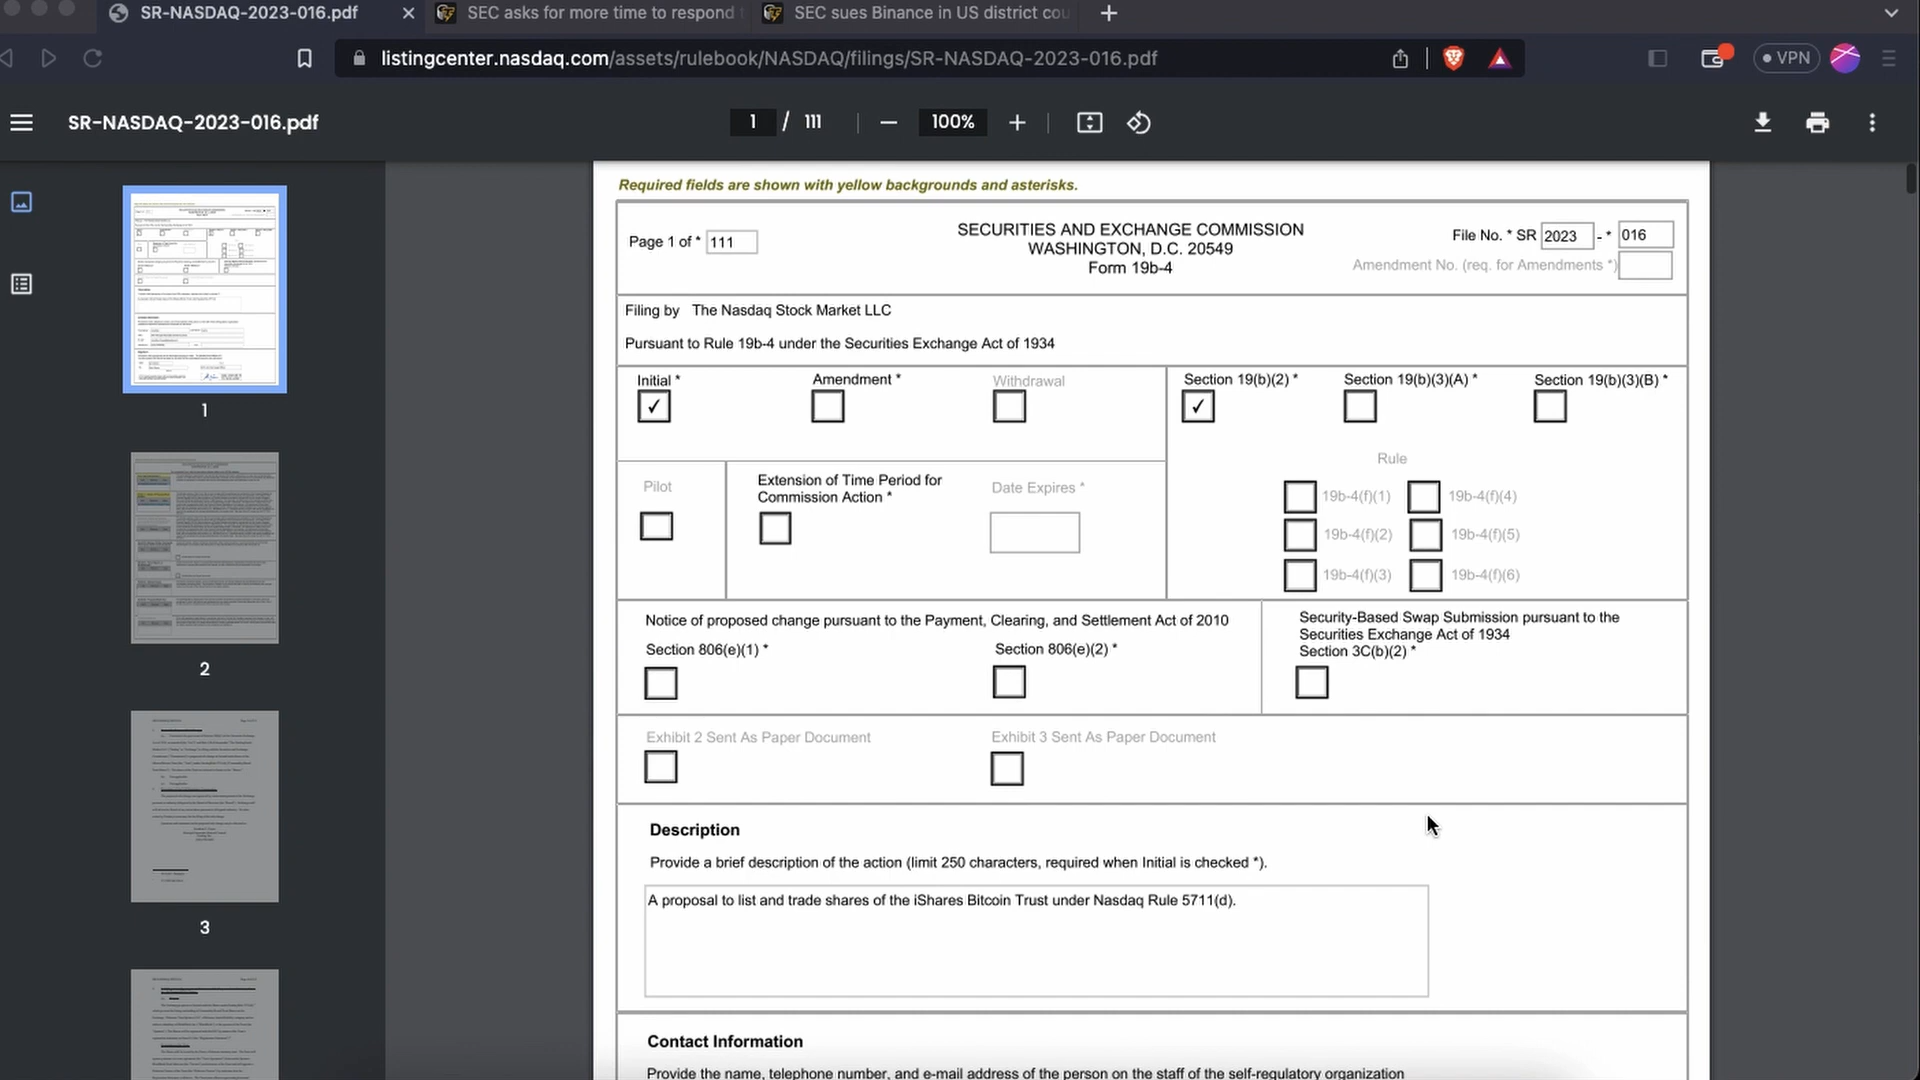 SR-NASDAQ-2023-016.pdf
SEC asks for more time to respond t
SEC sues Binance in US district cou
listingcenter.nasdaq.com/assets/rulebook/NASDAQ/filings/SR-NASDAQ-2023-016.pdf
VPN
SR-NASDAQ-2023-016.pdf
1 / 111
100%
Required fields are shown with yellow backgrounds and asterisks.
Page 1 of * 111
SECURITIES AND EXCHANGE COMMISSION
WASHINGTON, D.C. 20549
Form 19b-4
File No. * SR 2023 - * 016
Amendment No. (req. for Amendments *)
Filing by The Nasdaq Stock Market LLC
Pursuant to Rule 19b-4 under the Securities Exchange Act of 1934
Initial * Amendment * Withdrawal Section 19(b)(2) * Section 19(b)(3)(A) * Section 19(b)(3)(B) *
Rule
Pilot
Extension of Time Period for
Commission Action *
Date Expires *
19b-4(f)(1) 19b-4(f)(4)
19b-4(f)(2) 19b-4(f)(5)
19b-4(f)(3) 19b-4(f)(6)
Notice of proposed change pursuant to the Payment, Clearing, and Settlement Act of 2010
Section 806(e)(1) * Section 806(e)(2) *
Security-Based Swap Submission pursuant to the
Securities Exchange Act of 1934
Section 3C(b)(2) *
Exhibit 2 Sent As Paper Document Exhibit 3 Sent As Paper Document
Description
Provide a brief description of the action (limit 250 characters, required when Initial is checked *).
A proposal to list and trade shares of the iShares Bitcoin Trust under Nasdaq Rule 5711(d).
Contact Information
Provide the name, telephone number, and e-mail address of the person on the staff of the self-regulatory organization
1
2
3